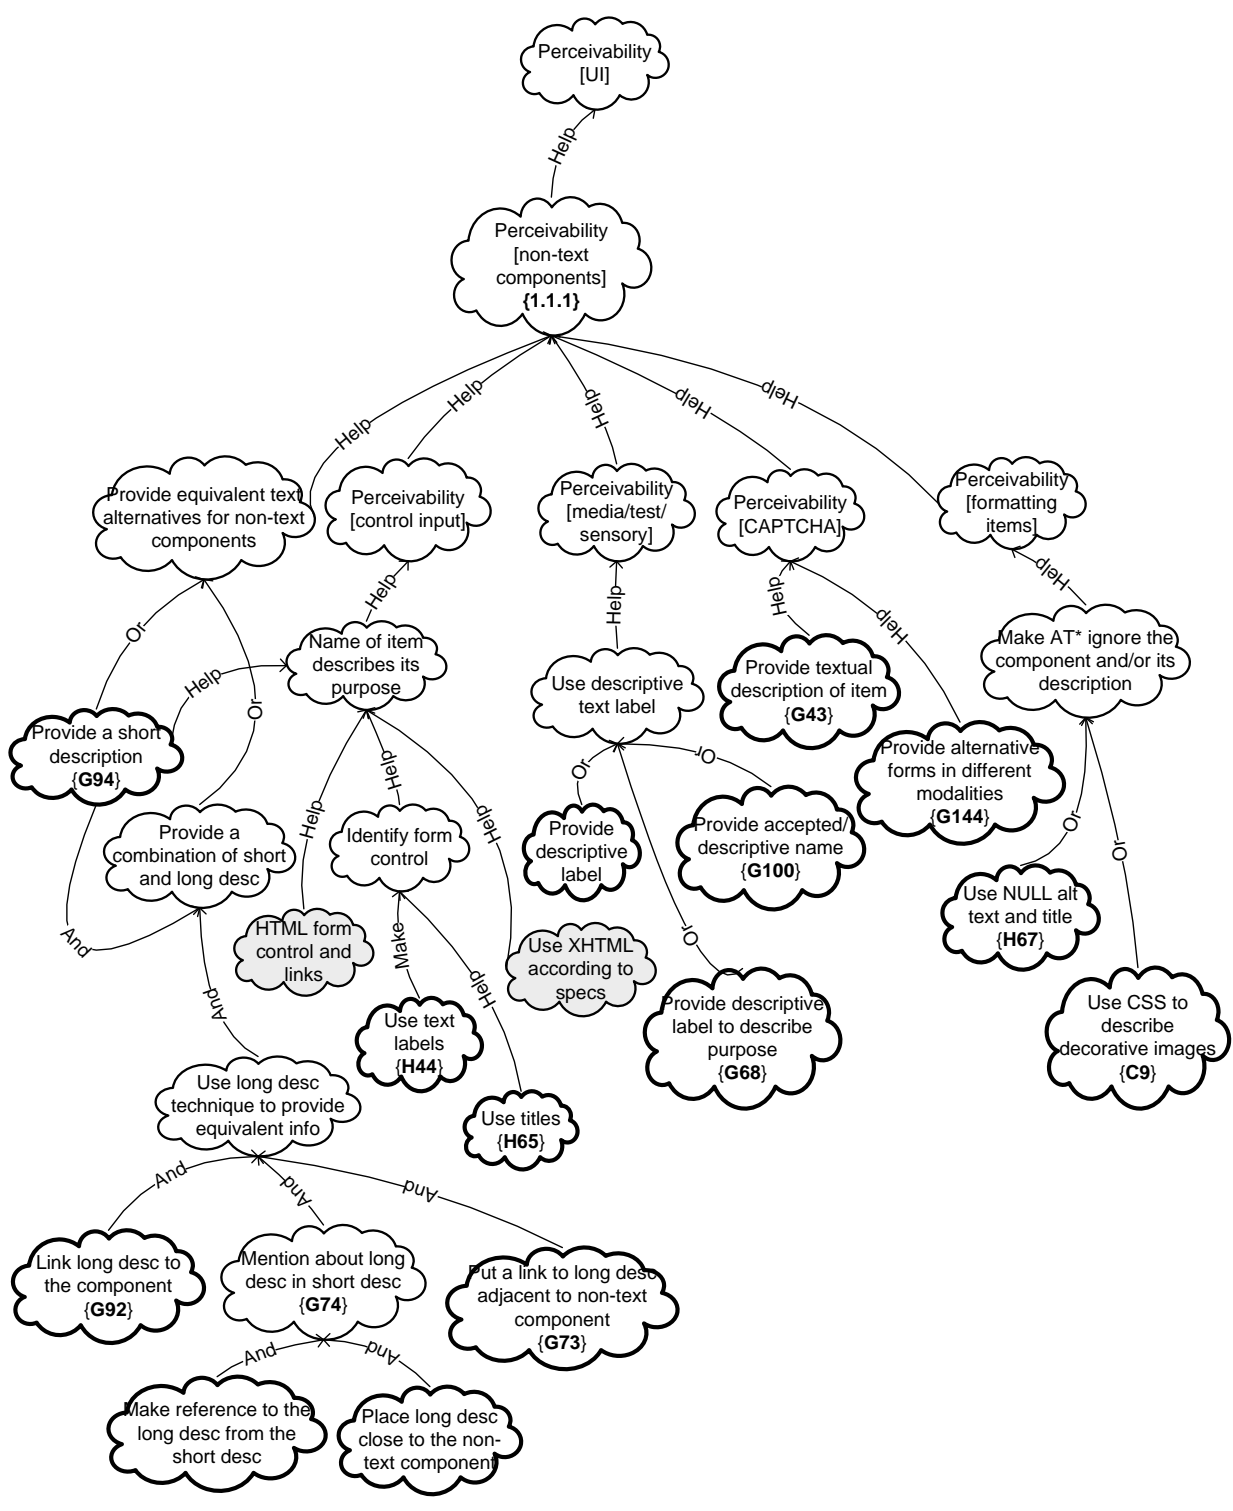 Perceivability
[UI]
Help
Perceivability
[non-text
components]
{1.1.1}
Help
Help
Help
Help
Help
Provide equivalent text
alternatives for non-text
components
Perceivability
[control input]
Perceivability
[media/test/
sensory]
Perceivability
[CAPTCHA]
Perceivability
[formatting
items]
Or
Help
Or
Help
Help
Help
Help
Help
Name of item
describes its
purpose
Use descriptive
text label
Provide textual
description of item
{G43}
Make AT* ignore the
component and/or its
description
Provide a short
description
{G94}
Help
Help
Help
Or
Or
Or
Or
Or
Provide alternative
forms in different
modalities
{G144}
Provide a
combination of short
and long desc
Identify form
control
Provide
descriptive
label
Provide accepted/
descriptive name
{G100}
Use NULL alt
text and title
{H67}
And
And
HTML form
control and
links
Make
Help
Use XHTML
according to
specs
Use text
labels
{H44}
Provide descriptive
label to describe
purpose
{G68}
Use CSS to
describe
decorative images
{C9}
Use long desc
technique to provide
equivalent info
Use titles
{H65}
And
And
And
Link long desc to
the component
{G92}
Mention about long
desc in short desc
{G74}
Put a link to long desc
adjacent to non-text
component
{G73}
And
And
Make reference to the
long desc from the
short desc
Place long desc
close to the non-
text component